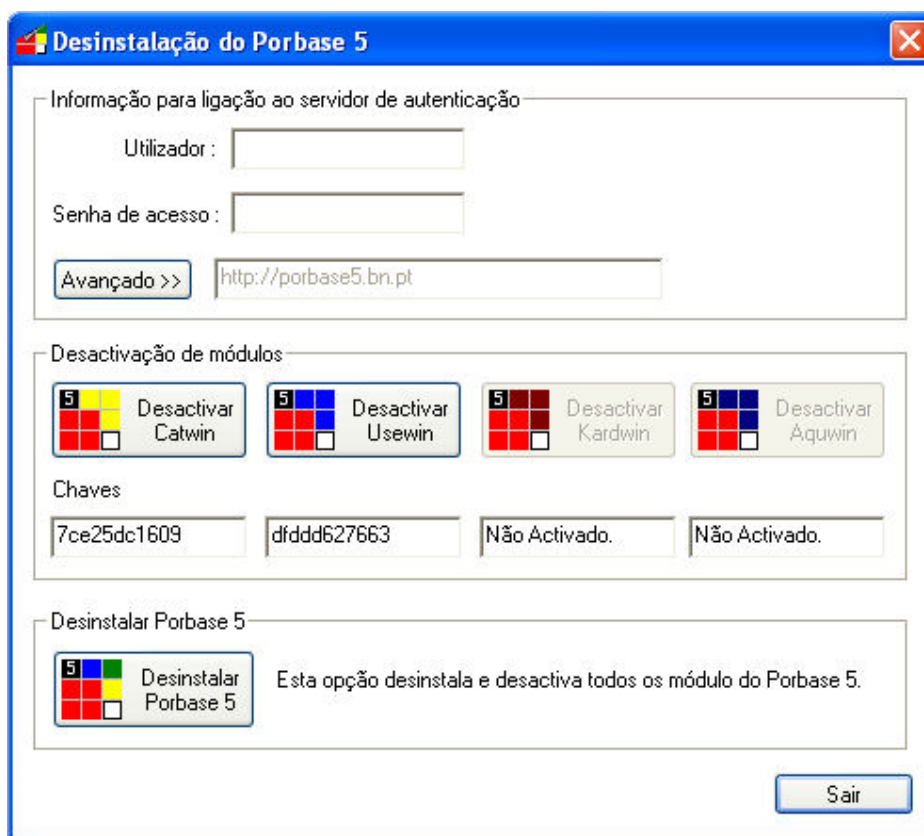 Desinstalação do Porbase 5
Informação para ligação ao servidor de autenticação
Utilizador :
Senha de acesso :
Avançado >> http://porbase5.bn.pt
Desactivação de módulos
5 Desactivar Catwin
5 Desactivar Usewin
5 Desactivar Kardwin
5 Desactivar Aquwin
Chaves
7ce25dc1609 dfddd627663 Não Activado. Não Activado.
Desinstalar Porbase 5
5 Desinstalar
Porbase 5
Esta opção desinstala e desactiva todos os módulo do Porbase 5.
Sair